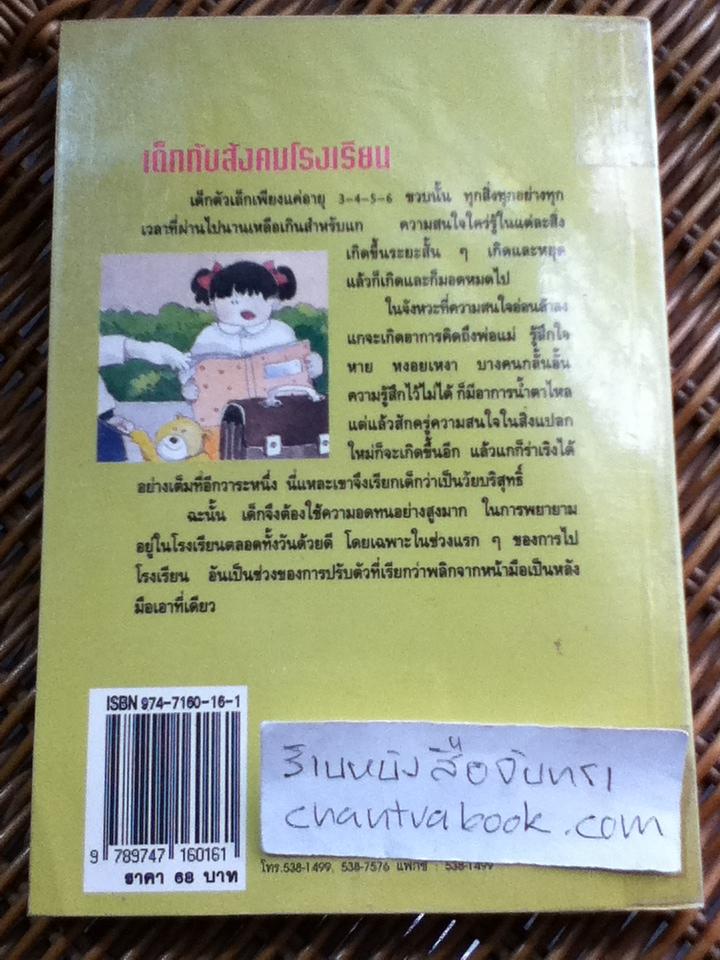 เด็กกับสังคมโรงเรียน
เด็กตัวเล็กเพียงแค่อายุ 3-4-5-6 ขวบนั้น ทุกสิ่งทุกอย่างทุก
เวลาที่ผ่านไปนานเหลือเกินสำหรับแก ความสนใจใคร่รู้ในแต่ละสิ่ง
เกิดขึ้นระยะสั้น ๆ เกิดและหยุด
แล้วก็เกิดและก็มอดหมดไป
ในจังหวะที่ความสนใจอ่อนล้าลง
แกจะเกิดอาการคิดถึงพ่อแม่ รู้สึกใจ
หาย หงอยเหงา บางคนกลั้นอั้น
ความรู้สึกไว้ไม่ได้ ก็มีอาการน้ำตาไหล
แต่แล้วสักครู่ความสนใจในสิ่งแปลก
ใหม่ก็จะเกิดขึ้นอีก แล้วแกก็ร่าเริงได้
อย่างเต็มที่อีกวาระหนึ่ง นี่แหละเขาจึงเรียกเด็กว่าเป็นวัยบริสุทธิ์
ฉะนั้น เด็กจึงต้องใช้ความอดทนอย่างสูงมาก ในการพยายาม
อยู่ในโรงเรียนตลอดทั้งวันด้วยดี โดยเฉพาะในช่วงแรก ๆ ของการไป
โรงเรียน อันเป็นช่วงของการปรับตัวที่เรียกว่าพลิกจากหน้ามือเป็นหลัง
มือเอาทีเดียว
ISBN 974-7160-16-1
9 789747 160161
ราคา 68 บาท
ร้านหนังสือจันทรา
chantrabook.com
โทร.538-1499, 538-7576 แฟกซ์ : 538-1499